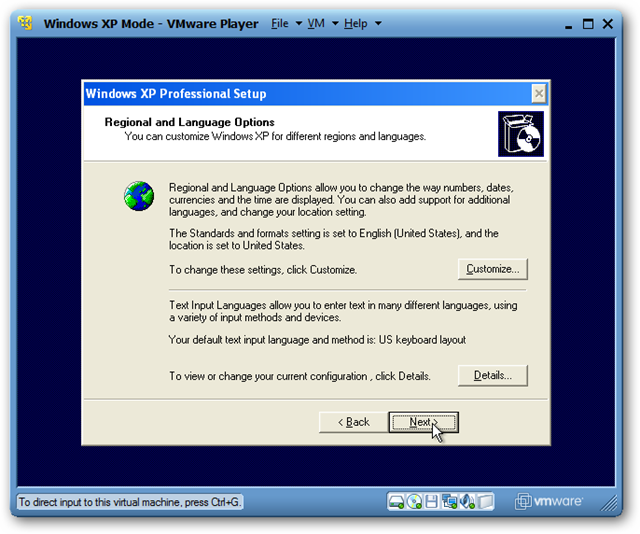 Windows XP Mode - VMware Player File VM Help
Windows XP Professional Setup
Regional and Language Options
You can customize Windows XP for different regions and languages.
Regional and Language Options allow you to change the way numbers, dates,
currencies and the time are displayed. You can also add support for additional
languages, and change your location setting.
The Standards and formats setting is set to English (United States), and the
location is set to United States.
To change these settings, click Customize.
Customize...
Text Input Languages allow you to enter text in many different languages, using
a variety of input methods and devices.
Your default text input language and method is: US keyboard layout
To view or change your current configuration , click Details.
Details...
< Back
Next >
To direct input to this virtual machine, press Ctrl+G.
vmware